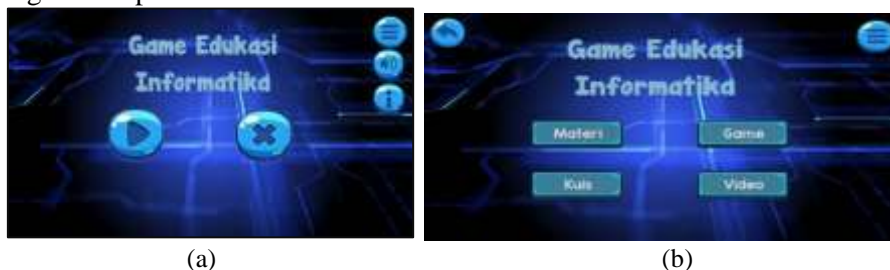 Game Edukasi
Informatika
Game Edukasi
Informatika
Materi
Game
Kuis
Video
(a)
(b)